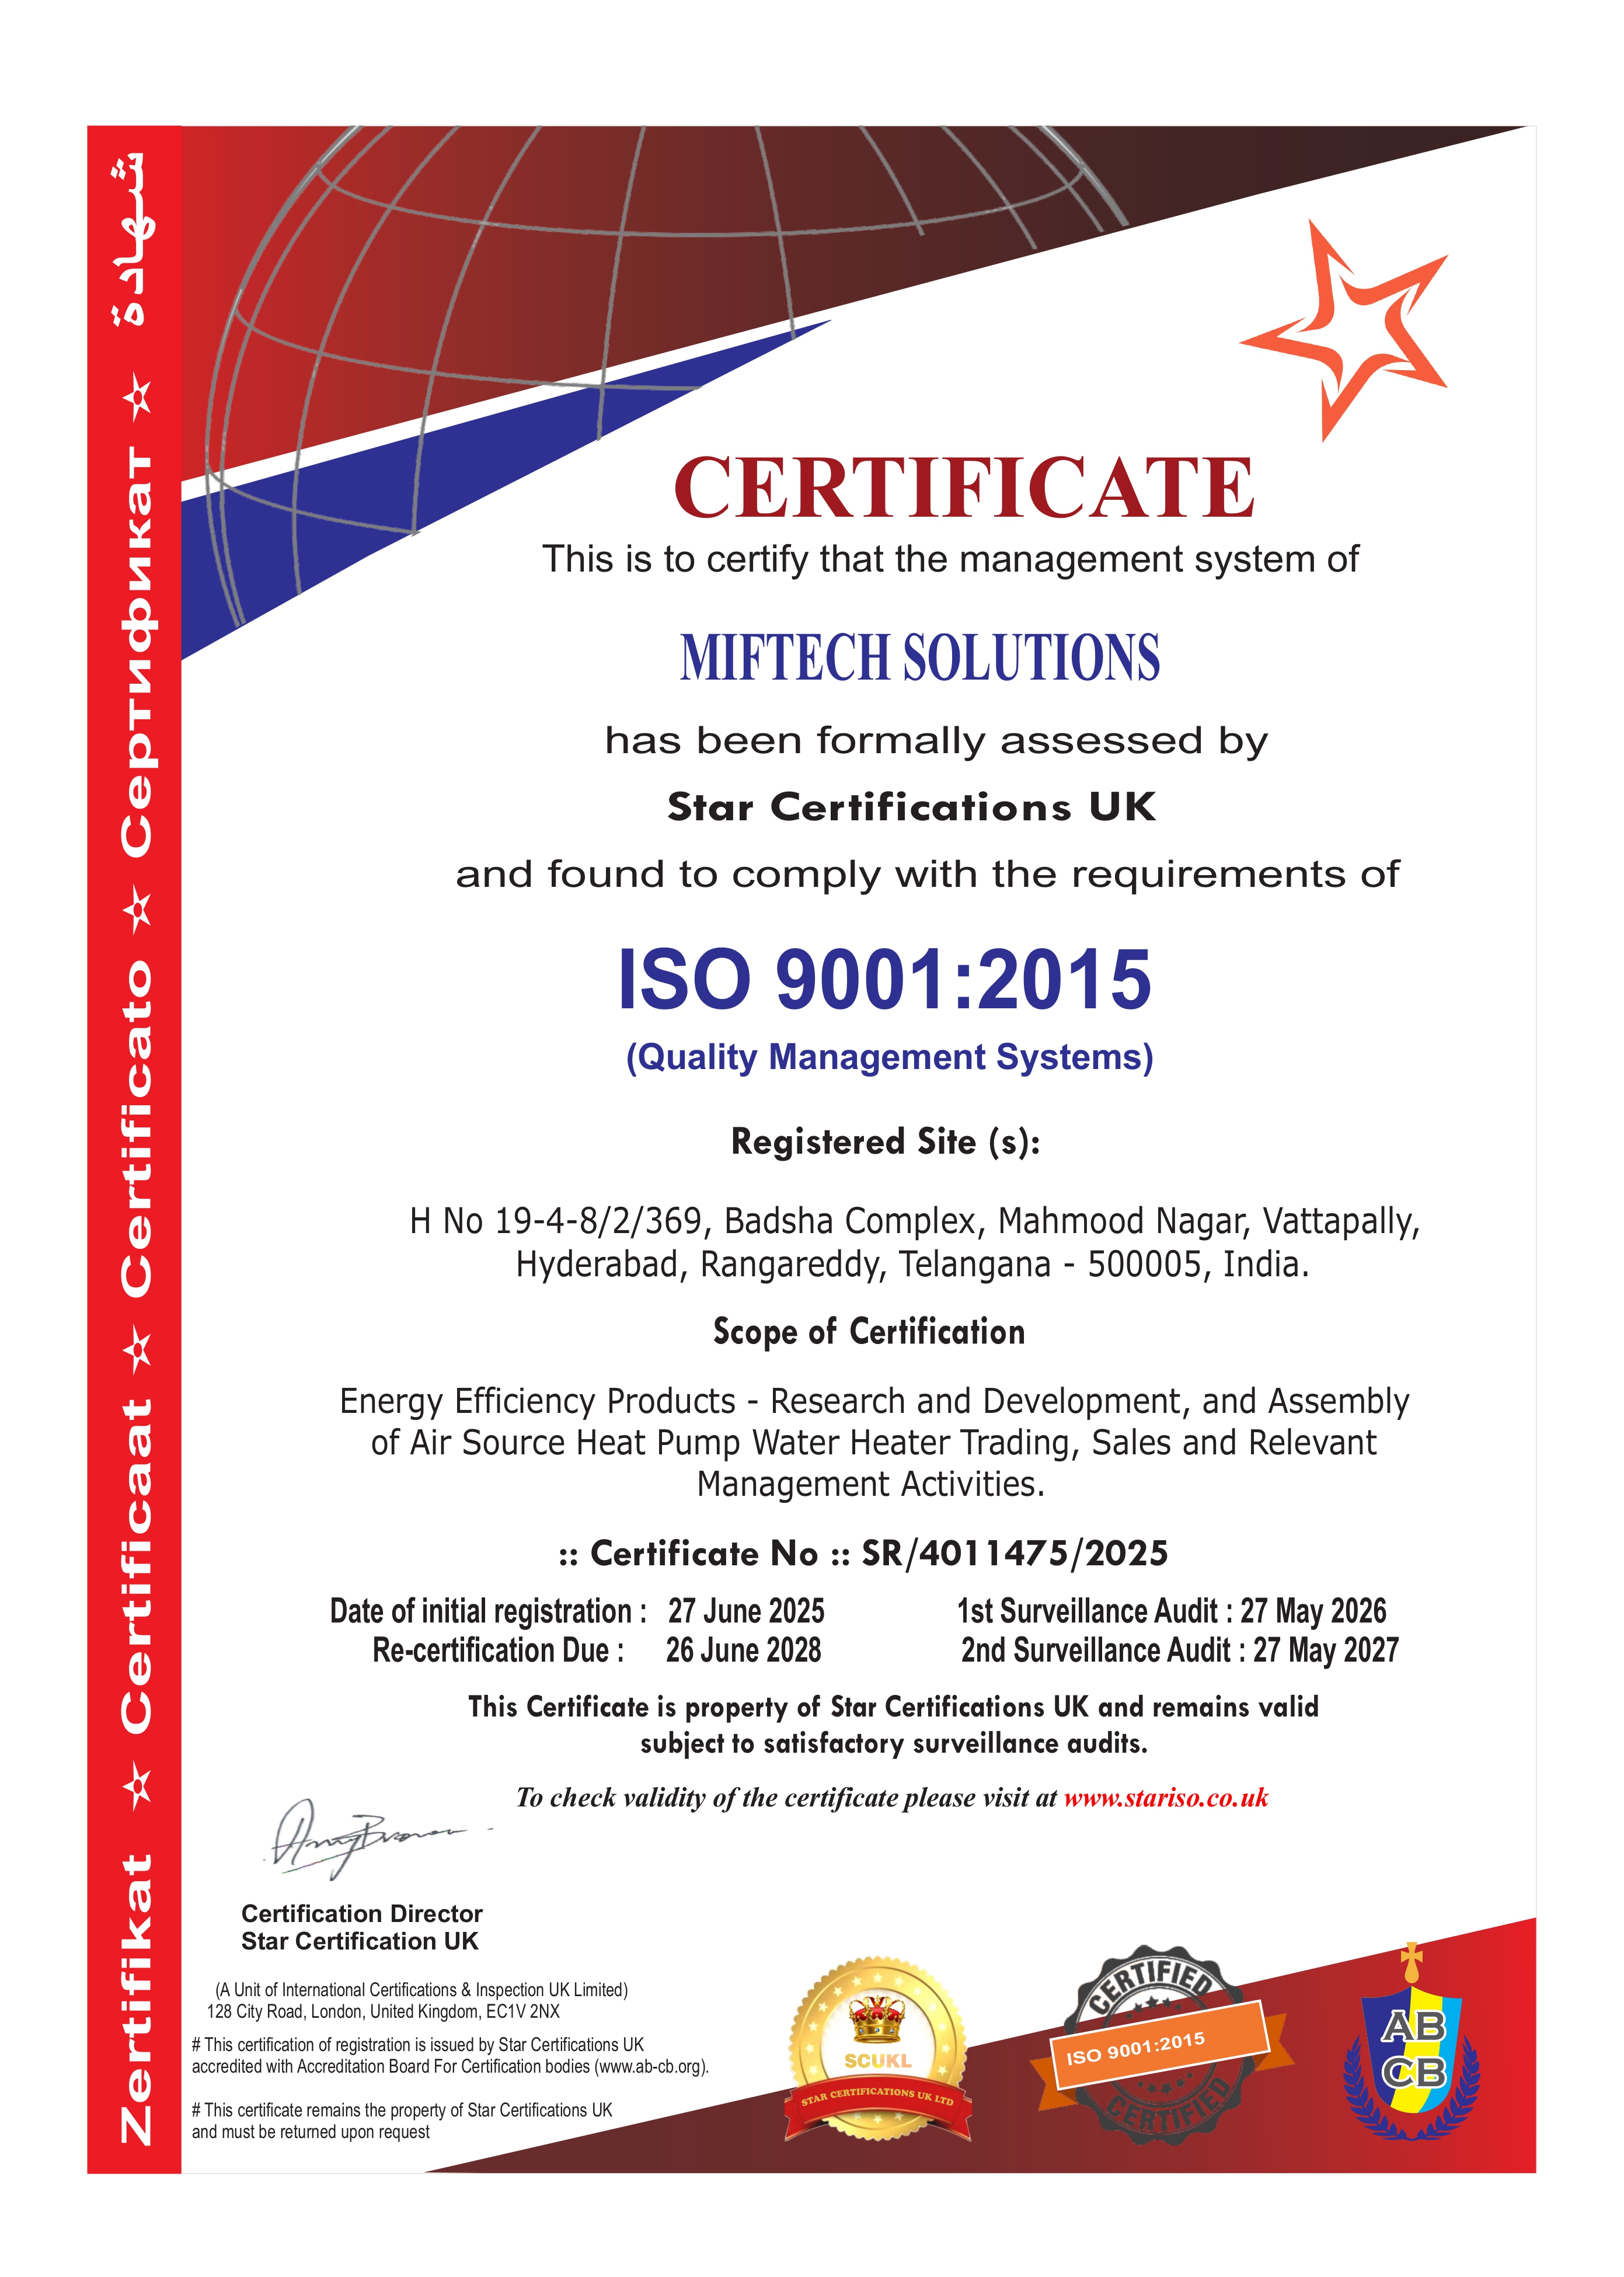 شهادة
Zertifikat ☆ Certificaat ☆ Certificato ☆ Сертификат ☆
CERTIFICATE
This is to certify that the management system of
MIFTECH SOLUTIONS
has been formally assessed by
Star Certifications UK
and found to comply with the requirements of
ISO 9001:2015
(Quality Management Systems)
Registered Site (s):
H No 19-4-8/2/369, Badsha Complex, Mahmood Nagar, Vattapally,
Hyderabad, Rangareddy, Telangana - 500005, India.
Scope of Certification
Energy Efficiency Products - Research and Development, and Assembly
of Air Source Heat Pump Water Heater Trading, Sales and Relevant
Management Activities.
:: Certificate No :: SR/4011475/2025
Date of initial registration : 27 June 2025 1st Surveillance Audit : 27 May 2026
Re-certification Due : 26 June 2028 2nd Surveillance Audit : 27 May 2027
This Certificate is property of Star Certifications UK and remains valid
subject to satisfactory surveillance audits.
To check validity of the certificate please visit at www.stariso.co.uk
Certification Director
Star Certification UK
(A Unit of International Certifications & Inspection UK Limited)
128 City Road, London, United Kingdom, EC1V 2NX
# This certification of registration is issued by Star Certifications UK
accredited with Accreditation Board For Certification bodies (www.ab-cb.org).
# This certificate remains the property of Star Certifications UK
and must be returned upon request
SCUKL
STAR CERTIFICATIONS UK LTD
CERTIFIED
ISO 9001:2015
CERTIFIED
AB
CB